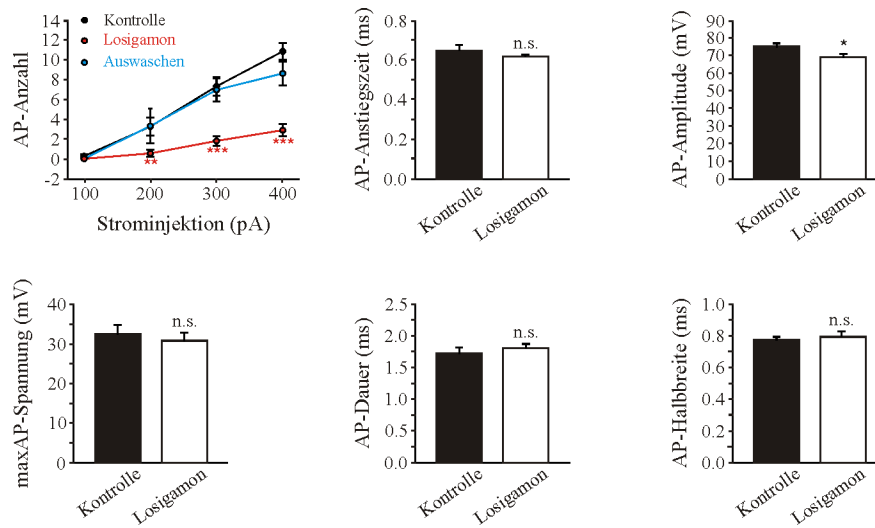 AP-Anzahl
14
12
10
8
6
4
2
0
-2
Kontrolle
Losigamon
Auswaschen
**
***
***
100
200
300
400
Strominjektion (pA)
AP-Anstiegszeit (ms)
0.8
0.6
0.4
0.2
0.0
n.s.
Kontrolle
Losigamon
AP-Amplitude (mV)
90
80
70
60
50
40
30
20
10
0
*
Kontrolle
Losigamon
maxAP-Spannung (mV)
40
30
20
10
0
n.s.
Kontrolle
Losigamon
AP-Dauer (ms)
2.5
2.0
1.5
1.0
0.5
0.0
n.s.
Kontrolle
Losigamon
AP-Halbbreite (ms)
1.0
0.8
0.6
0.4
0.2
0.0
n.s.
Kontrolle
Losigamon